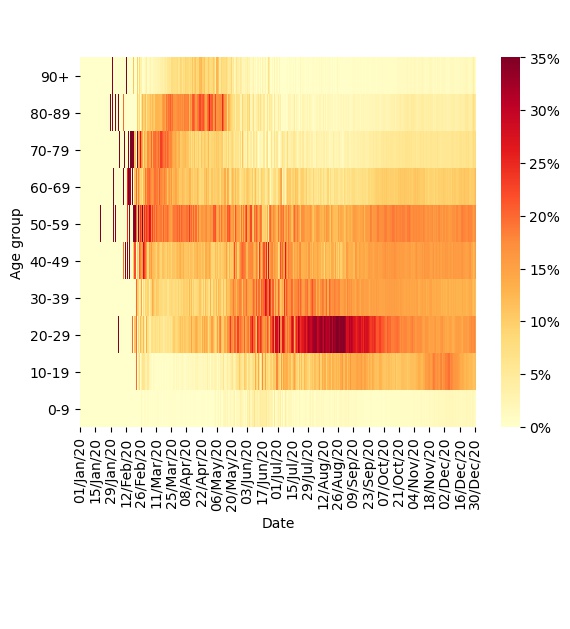 90+
80-89
70-79
60-69
50-59
40-49
30-39
20-29
10-19
0-9
Age group
35%
30%
25%
20%
15%
10%
5%
0%
01/Jan/20
15/Jan/20
29/Jan/20
12/Feb/20
26/Feb/20
11/Mar/20
25/Mar/20
08/Apr/20
22/Apr/20
06/May/20
20/May/20
03/Jun/20
17/Jun/20
01/Jul/20
15/Jul/20
29/Jul/20
12/Aug/20
26/Aug/20
09/Sep/20
23/Sep/20
07/Oct/20
21/Oct/20
04/Nov/20
18/Nov/20
02/Dec/20
16/Dec/20
30/Dec/20
Date